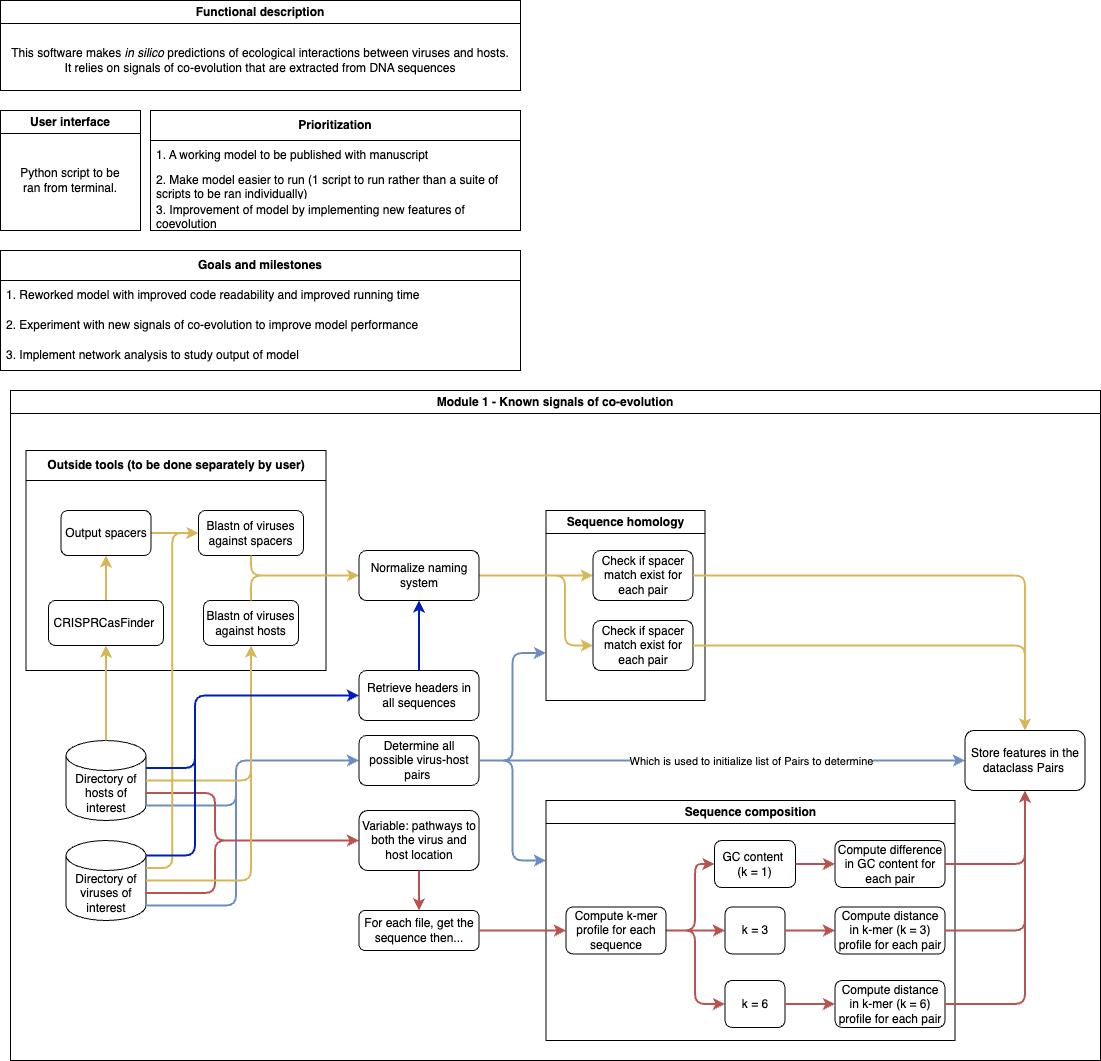 Functional description
This software makes in silico predictions of ecological interactions between viruses and hosts.
It relies on signals of co-evolution that are extracted from DNA sequences
User interface
Python script to be
ran from terminal.
Prioritization
1. A working model to be published with manuscript
2. Make model easier to run (1 script to run rather than a suite of
scripts to be ran individually)
3. Improvement of model by implementing new features of
coevolution
Goals and milestones
1. Reworked model with improved code readability and improved running time
2. Experiment with new signals of co-evolution to improve model performance
3. Implement network analysis to study output of model
Module 1 - Known signals of co-evolution
Outside tools (to be done separately by user)
Output spacers
Blastn of viruses
against spacers
CRISPRCasFinder
Blastn of viruses
against hosts
Directory of
hosts of
interest
Directory of
viruses of
interest
Normalize naming
system
Retrieve headers in
all sequences
Determine all
possible virus-host
pairs
Variable: pathways to
both the virus and
host location
For each file, get the
sequence then...
Sequence homology
Check if spacer
match exist for
each pair
Check if spacer
match exist for
each pair
Which is used to initialize list of Pairs to determine
Store features in the
dataclass Pairs
Sequence composition
Compute k-mer
profile for each
sequence
GC content
(k = 1)
Compute difference
in GC content for
each pair
k = 3
Compute distance
in k-mer (k = 3)
profile for each pair
k = 6
Compute distance
in k-mer (k = 6)
profile for each pair